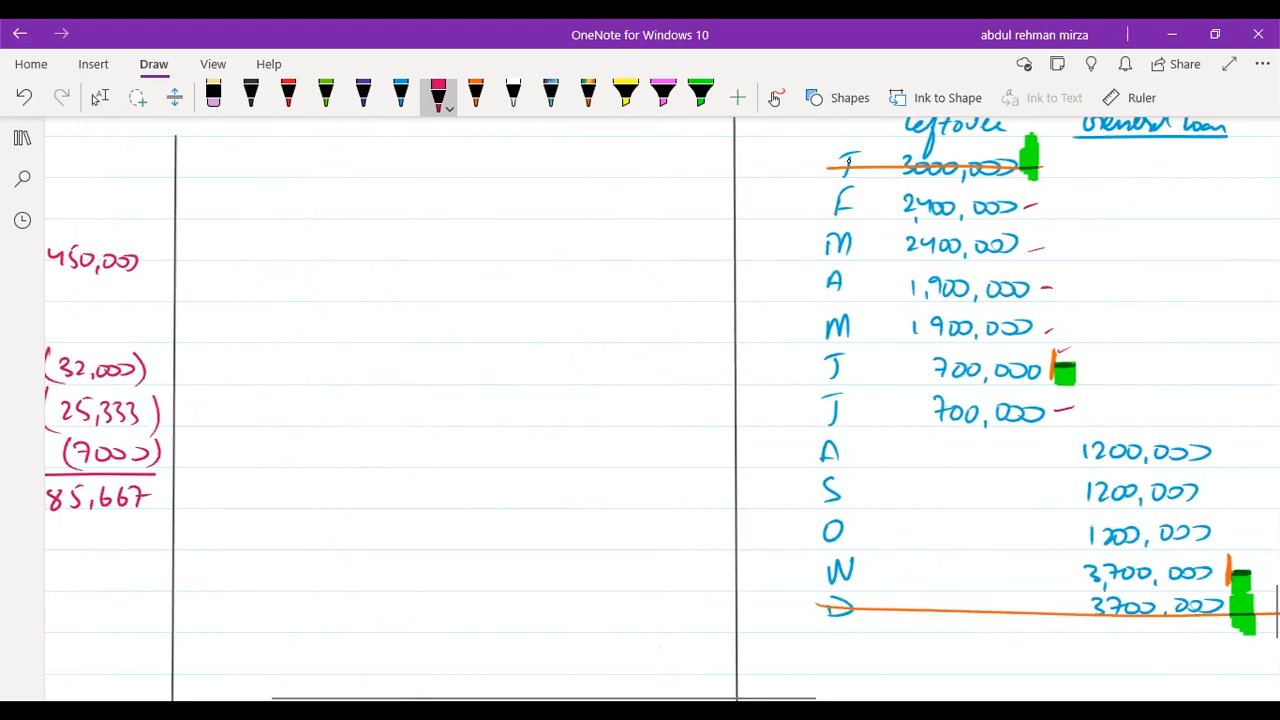 OneNote for Windows 10
abdul rehman mirza
Home Insert Draw View Help
Share
Shapes
Ink to Shape
Ink to Text
Ruler
leftover General loan
J 3000,000
F 2,400,000
M 2400,000
A 1,900,000
M 1900,000
J 700,000
J 700,000
A 1200,000
S 1200,000
O 1200,000
N 3,700,000
D 3700,000
450,000
(32,000)
(25,333)
(7000)
85,667